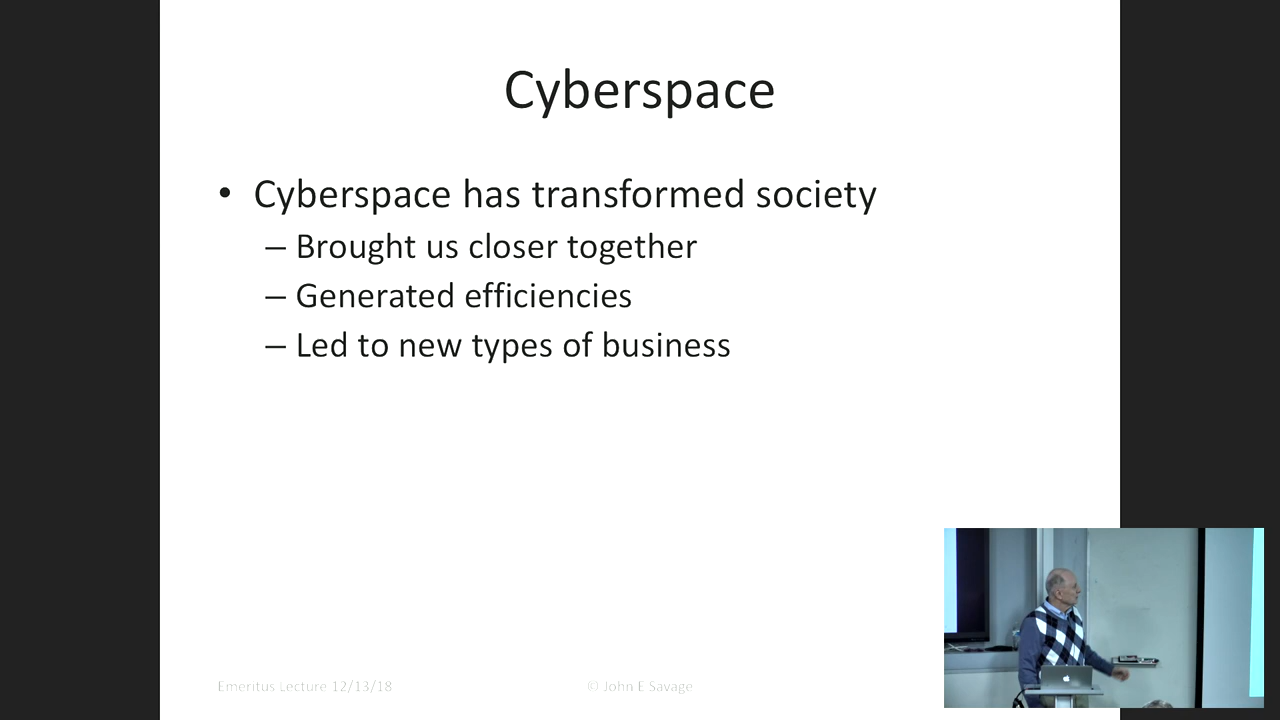 Cyberspace
• Cyberspace has transformed society
– Brought us closer together
– Generated efficiencies
– Led to new types of business
Emeritus Lecture 12/13/18
© John E Savage